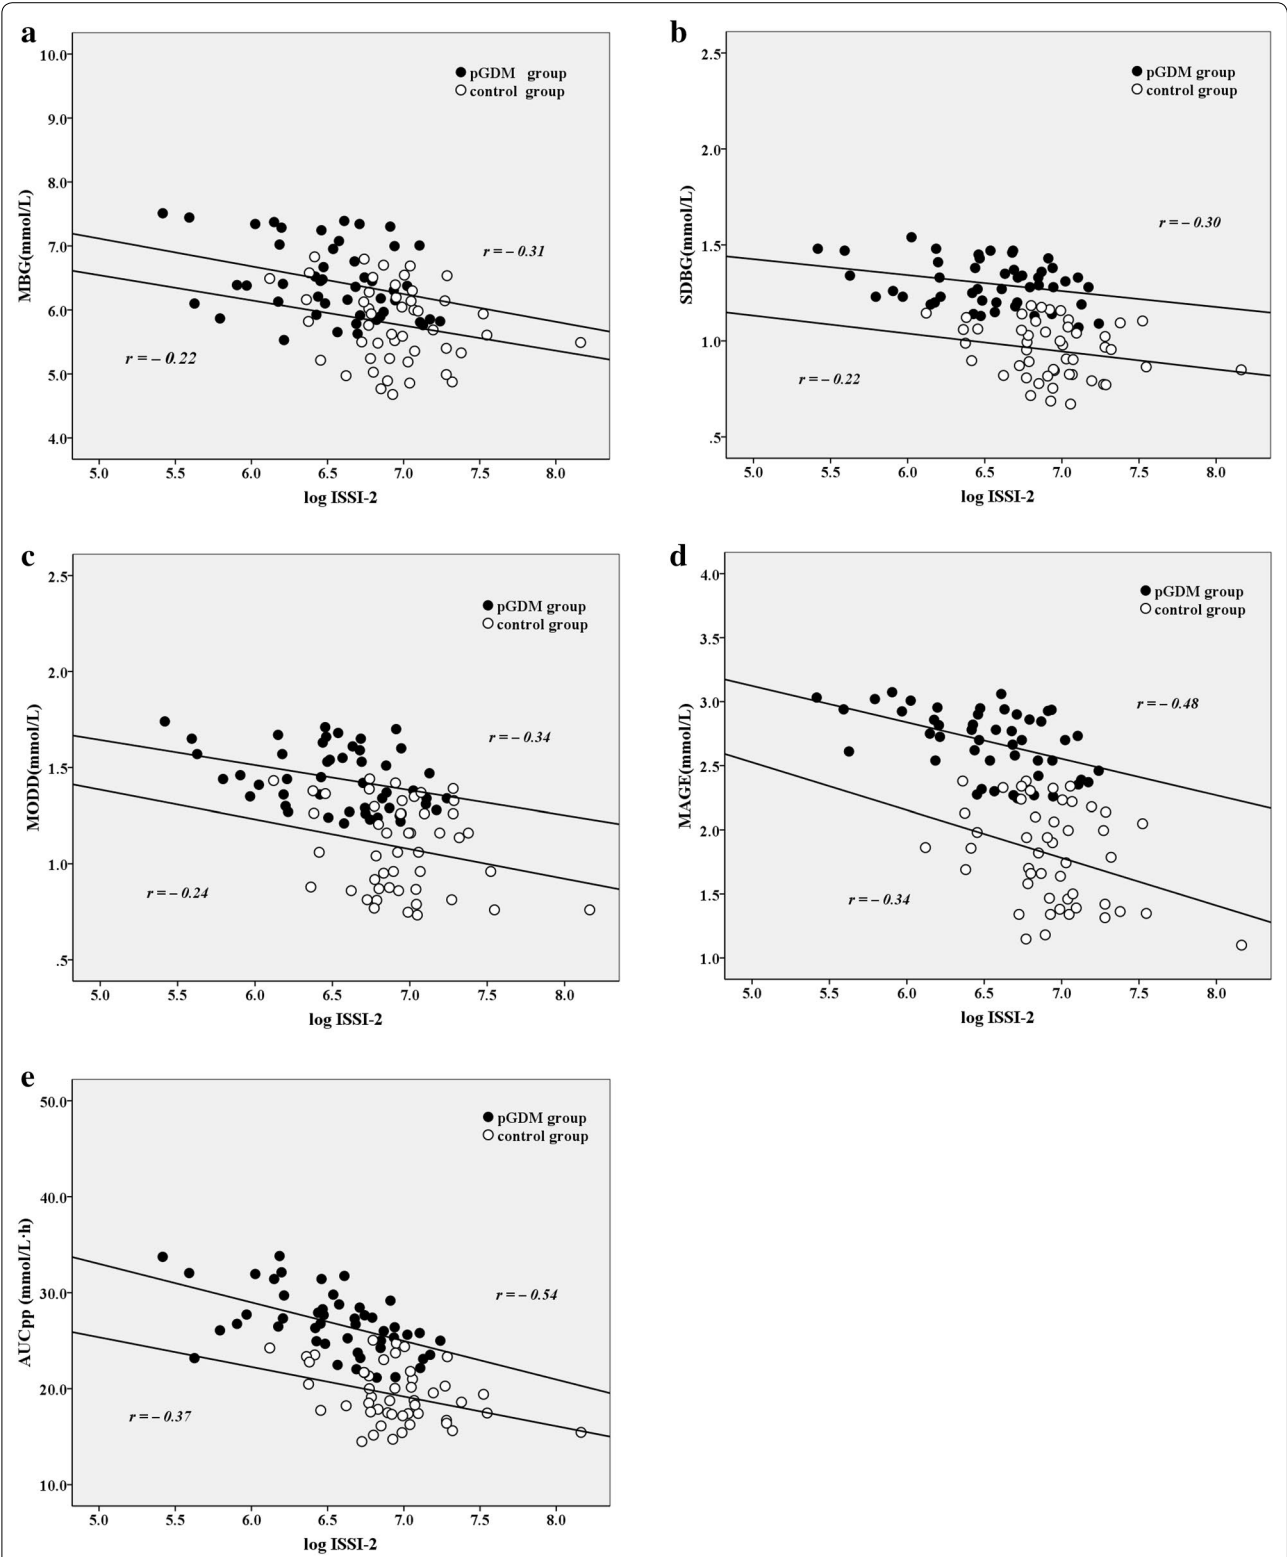 a
10.0
9.0
8.0
7.0
6.0
5.0
4.0
MBG(mmol/L)
pGDM group
control group
r = – 0.31
r = – 0.22
5.0 5.5 6.0 6.5 7.0 7.5 8.0
log ISSI-2
b
2.5
2.0
1.5
1.0
.5
SDBG(mmol/L)
pGDM group
control group
r = – 0.30
r = – 0.22
5.0 5.5 6.0 6.5 7.0 7.5 8.0
log ISSI-2
c
2.5
2.0
1.5
1.0
.5
MODD(mmol/L)
pGDM group
control group
r = – 0.34
r = – 0.24
5.0 5.5 6.0 6.5 7.0 7.5 8.0
log ISSI-2
d
4.0
3.5
3.0
2.5
2.0
1.5
1.0
MAGE(mmol/L)
pGDM group
control group
r = – 0.48
r = – 0.34
5.0 5.5 6.0 6.5 7.0 7.5 8.0
log ISSI-2
e
50.0
40.0
30.0
20.0
10.0
AUCpp (mmol/L·h)
pGDM group
control group
r = – 0.54
r = – 0.37
5.0 5.5 6.0 6.5 7.0 7.5 8.0
log ISSI-2